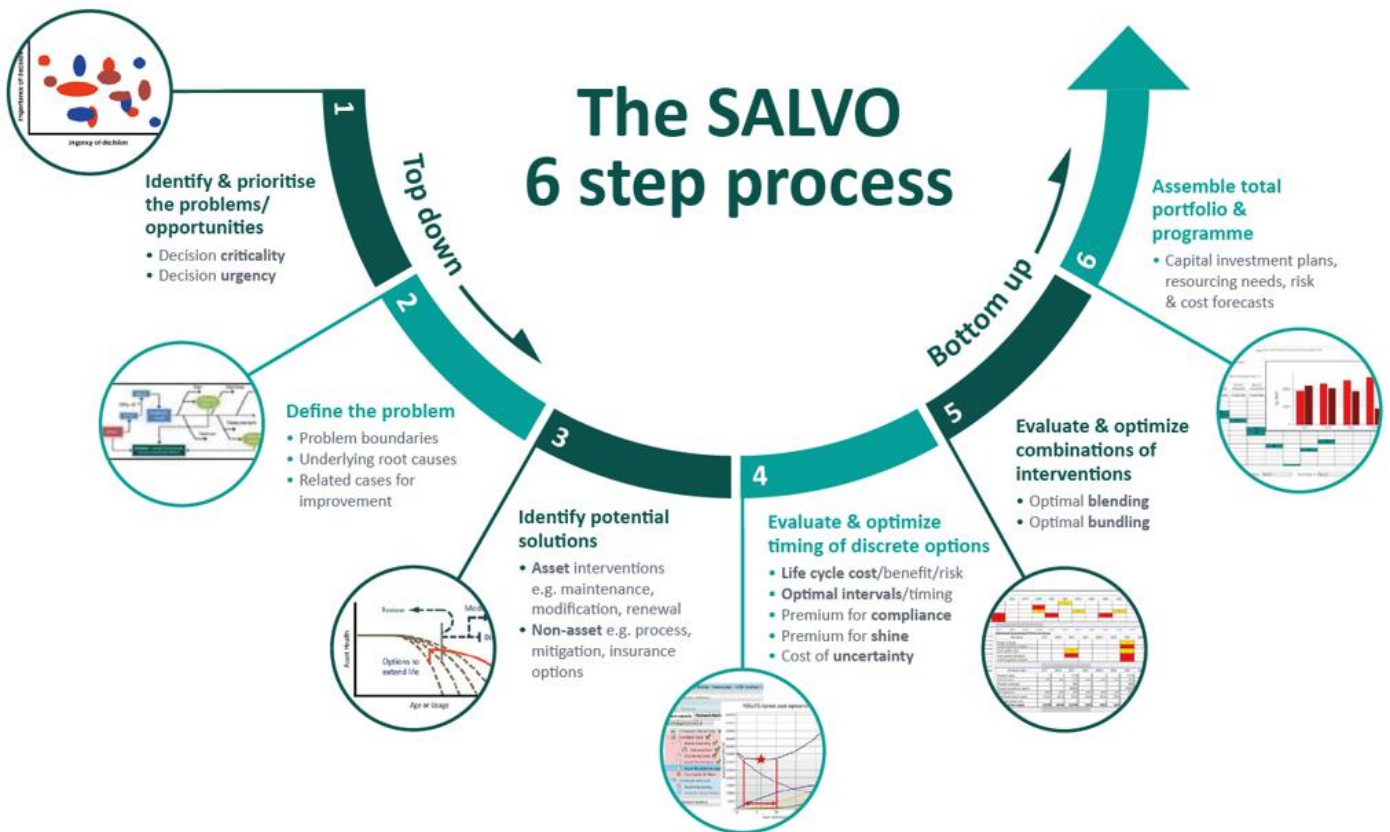 The SALVO
6 step process
Top down
Bottom up
1
Importance of decision
Urgency of decision
Identify & prioritise
the problems/
opportunities
• Decision criticality
• Decision urgency
2
Define the problem
• Problem boundaries
• Underlying root causes
• Related cases for
improvement
3
Identify potential
solutions
• Asset interventions
e.g. maintenance,
modification, renewal
• Non-asset e.g. process,
mitigation, insurance
options
Asset Health
Options to
extend life
Age or Usage
4
Evaluate & optimize
timing of discrete options
• Life cycle cost/benefit/risk
• Optimal intervals/timing
• Premium for compliance
• Premium for shine
• Cost of uncertainty
5
Evaluate & optimize
combinations of
interventions
• Optimal blending
• Optimal bundling
6
Assemble total
portfolio &
programme
• Capital investment plans,
resourcing needs, risk
& cost forecasts